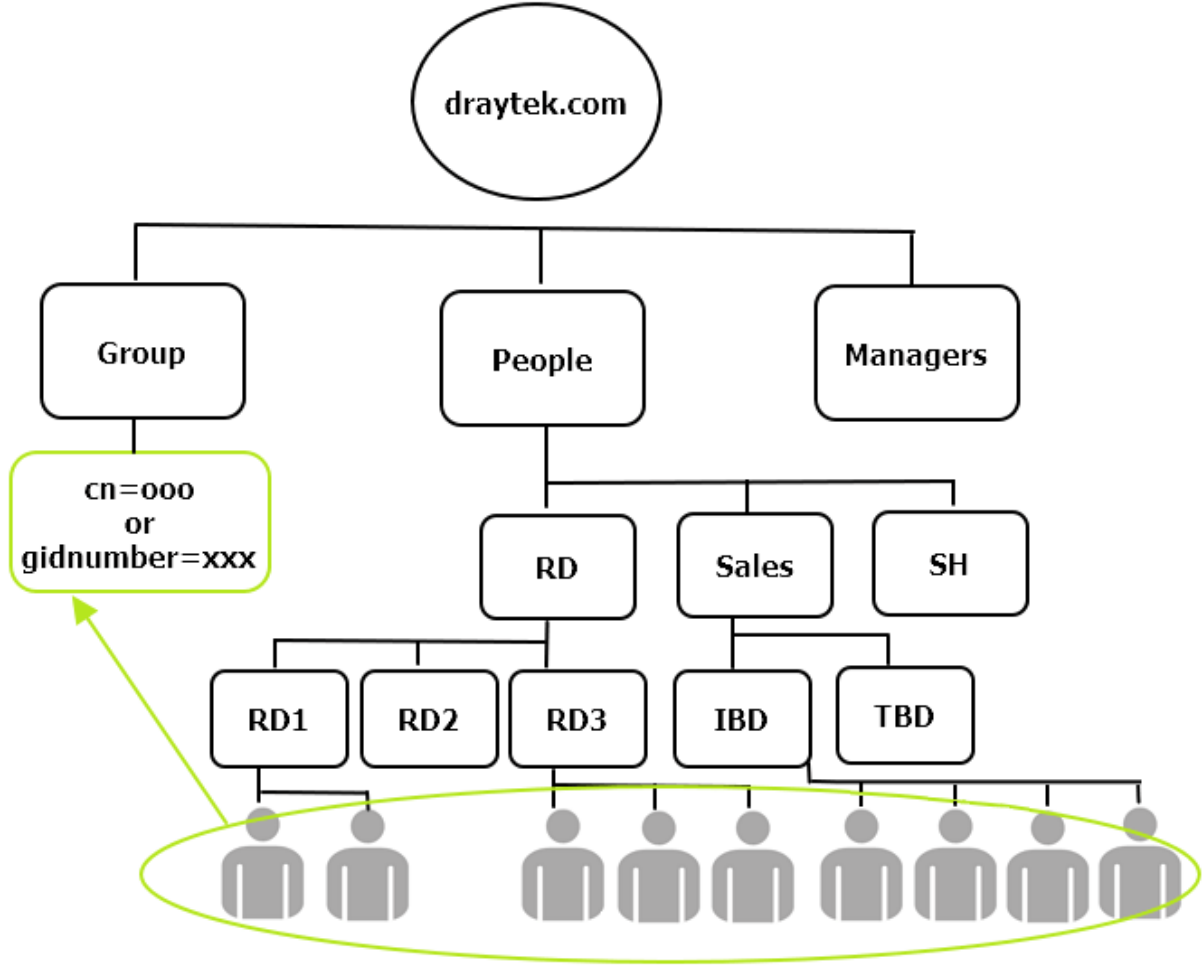 draytek.com
Group
People
Managers
cn=ooo
or
gidnumber=xxx
RD
Sales
SH
RD1
RD2
RD3
IBD
TBD